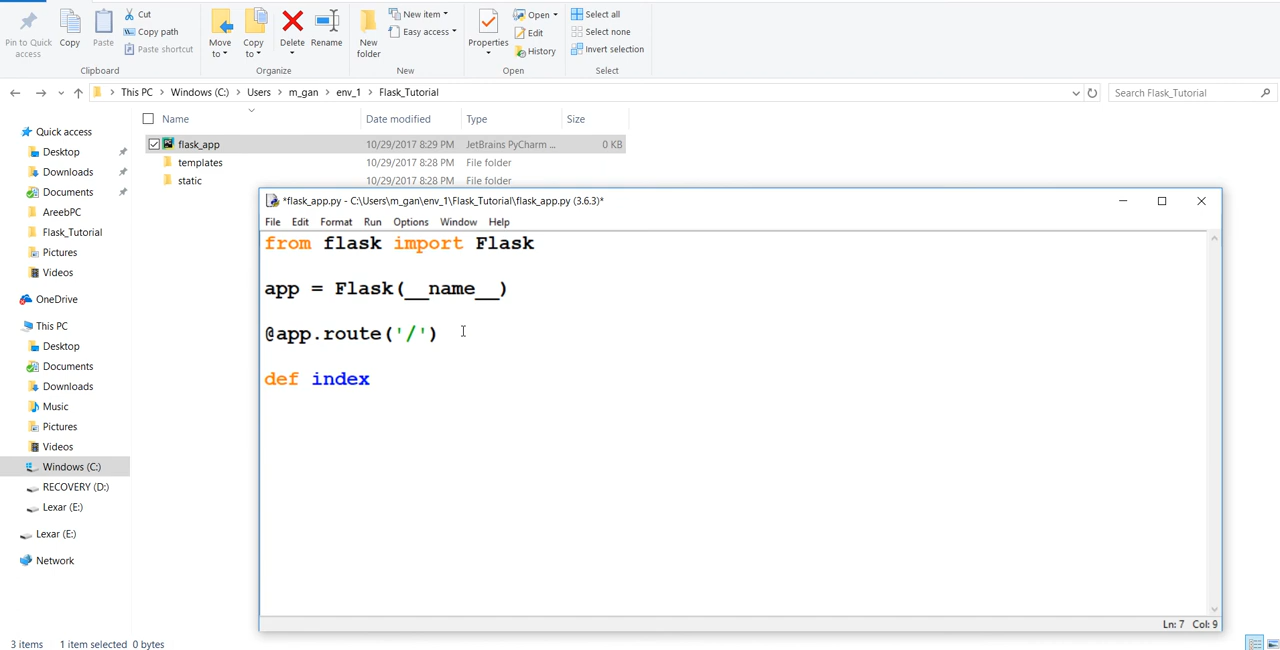 Pin to Quick access
Copy
Paste
Cut
Copy path
Paste shortcut
Clipboard
Move to
Copy to
Delete
Rename
Organize
New folder
New item
Easy access
New
Properties
Open
Edit
History
Open
Select all
Select none
Invert selection
Select
This PC > Windows (C:) > Users > m_gan > env_1 > Flask_Tutorial
Search Flask_Tutorial
Name Date modified Type Size
flask_app 10/29/2017 8:29 PM JetBrains PyCharm ... 0 KB
templates 10/29/2017 8:28 PM File folder
static 10/29/2017 8:28 PM File folder
Quick access
Desktop
Downloads
Documents
AreebPC
Flask_Tutorial
Pictures
Videos
OneDrive
This PC
Desktop
Documents
Downloads
Music
Pictures
Videos
Windows (C:)
RECOVERY (D:)
Lexar (E:)
Lexar (E:)
Network
3 items 1 item selected 0 bytes
*flask_app.py - C:\Users\m_gan\env_1\Flask_Tutorial\flask_app.py (3.6.3)*
File Edit Format Run Options Window Help
from flask import Flask
app = Flask(__name__)
@app.route('/')
def index
Ln: 7 Col: 9